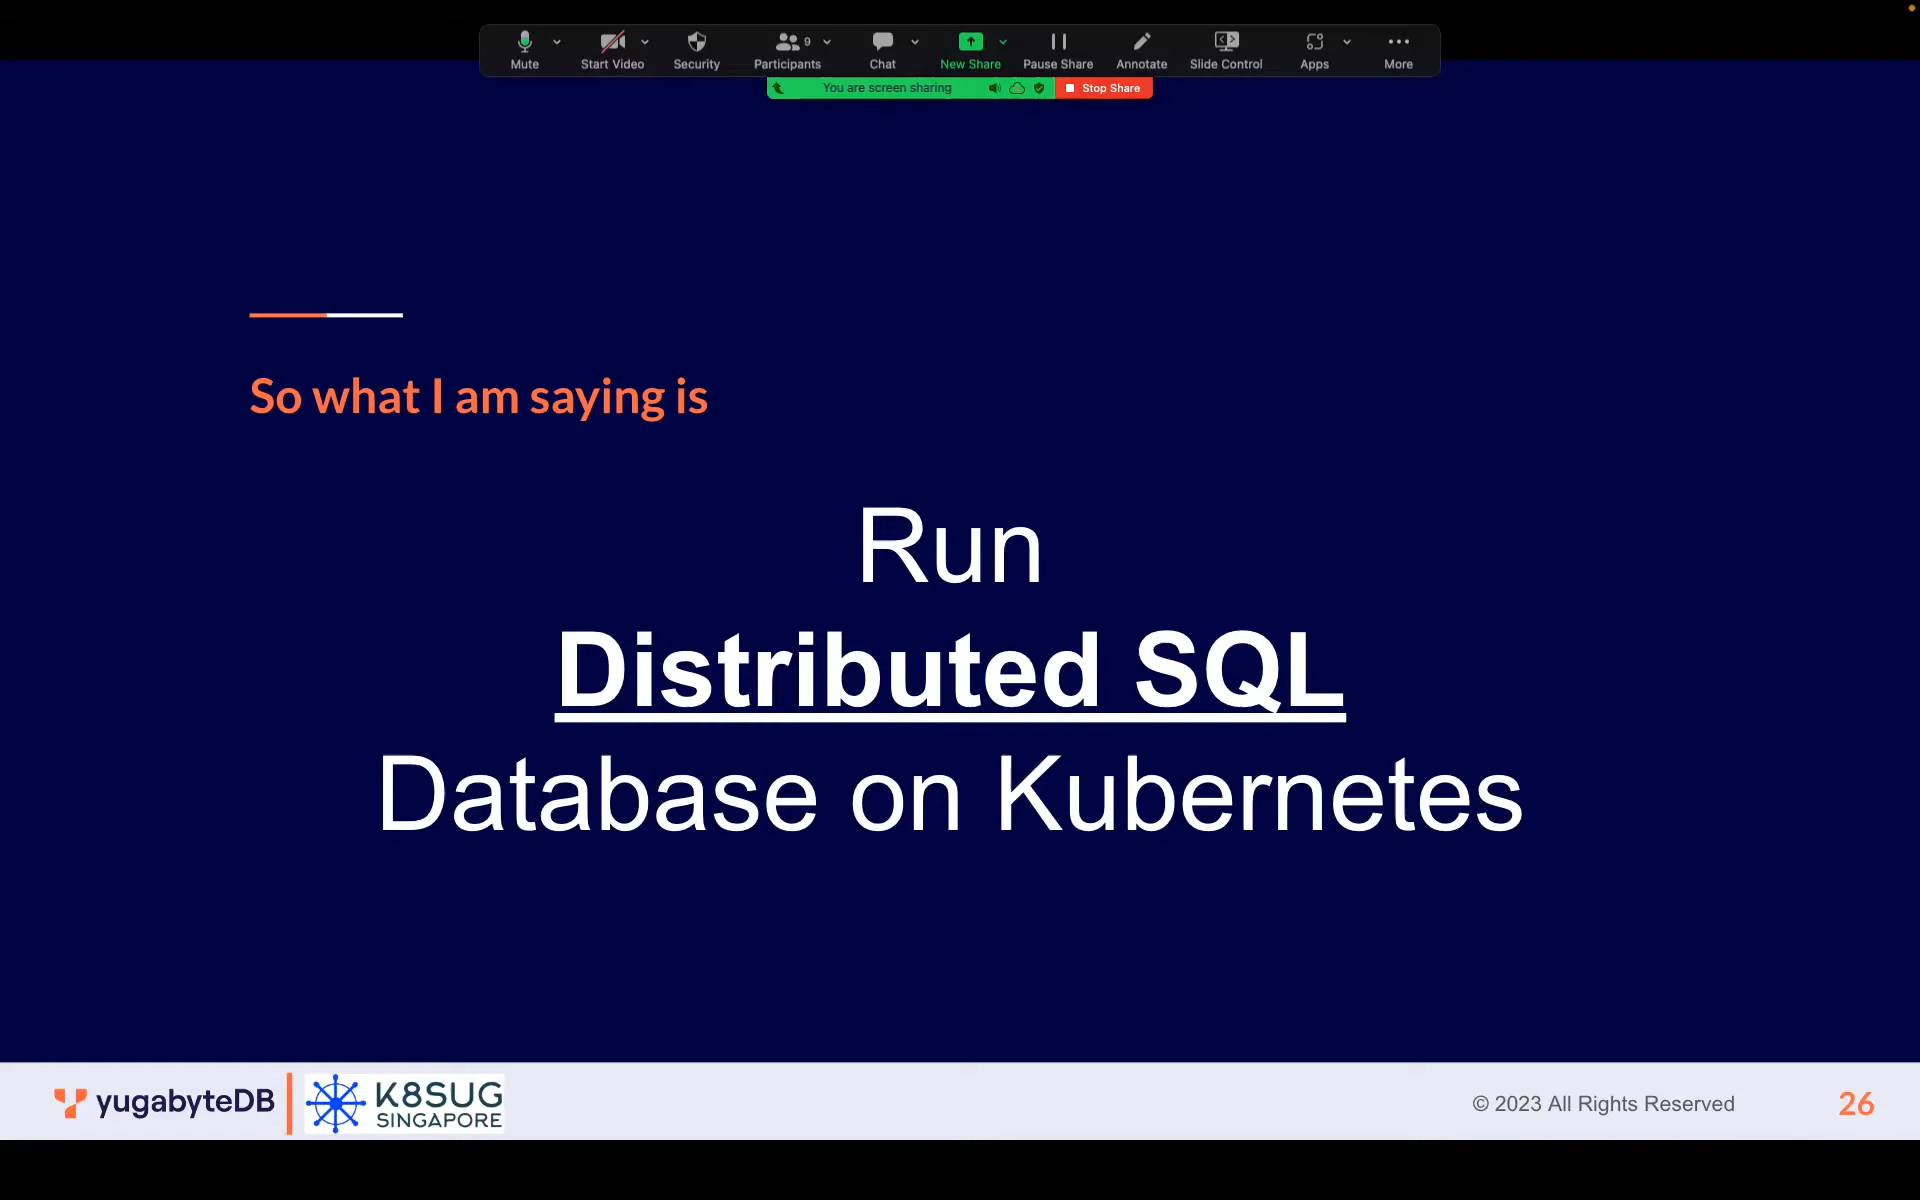 Mute
Start Video
Security
Participants 9
Chat
New Share
Pause Share
Annotate
Slide Control
Apps
More
You are screen sharing
Stop Share
So what I am saying is
Run
Distributed SQL
Database on Kubernetes
yugabyteDB
K8SUG
SINGAPORE
© 2023 All Rights Reserved
26